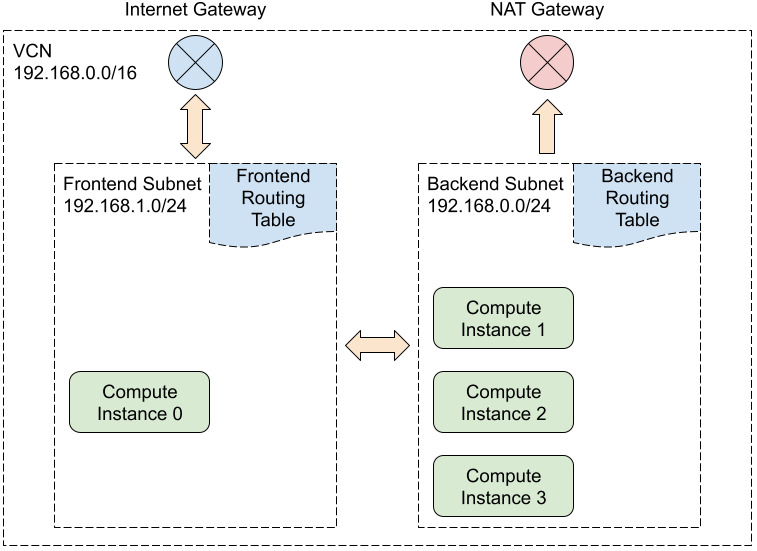 Internet Gateway
NAT Gateway
VCN
192.168.0.0/16
Frontend Subnet
192.168.1.0/24
Frontend
Routing
Table
Backend Subnet
192.168.0.0/24
Backend
Routing
Table
Compute
Instance 0
Compute
Instance 1
Compute
Instance 2
Compute
Instance 3